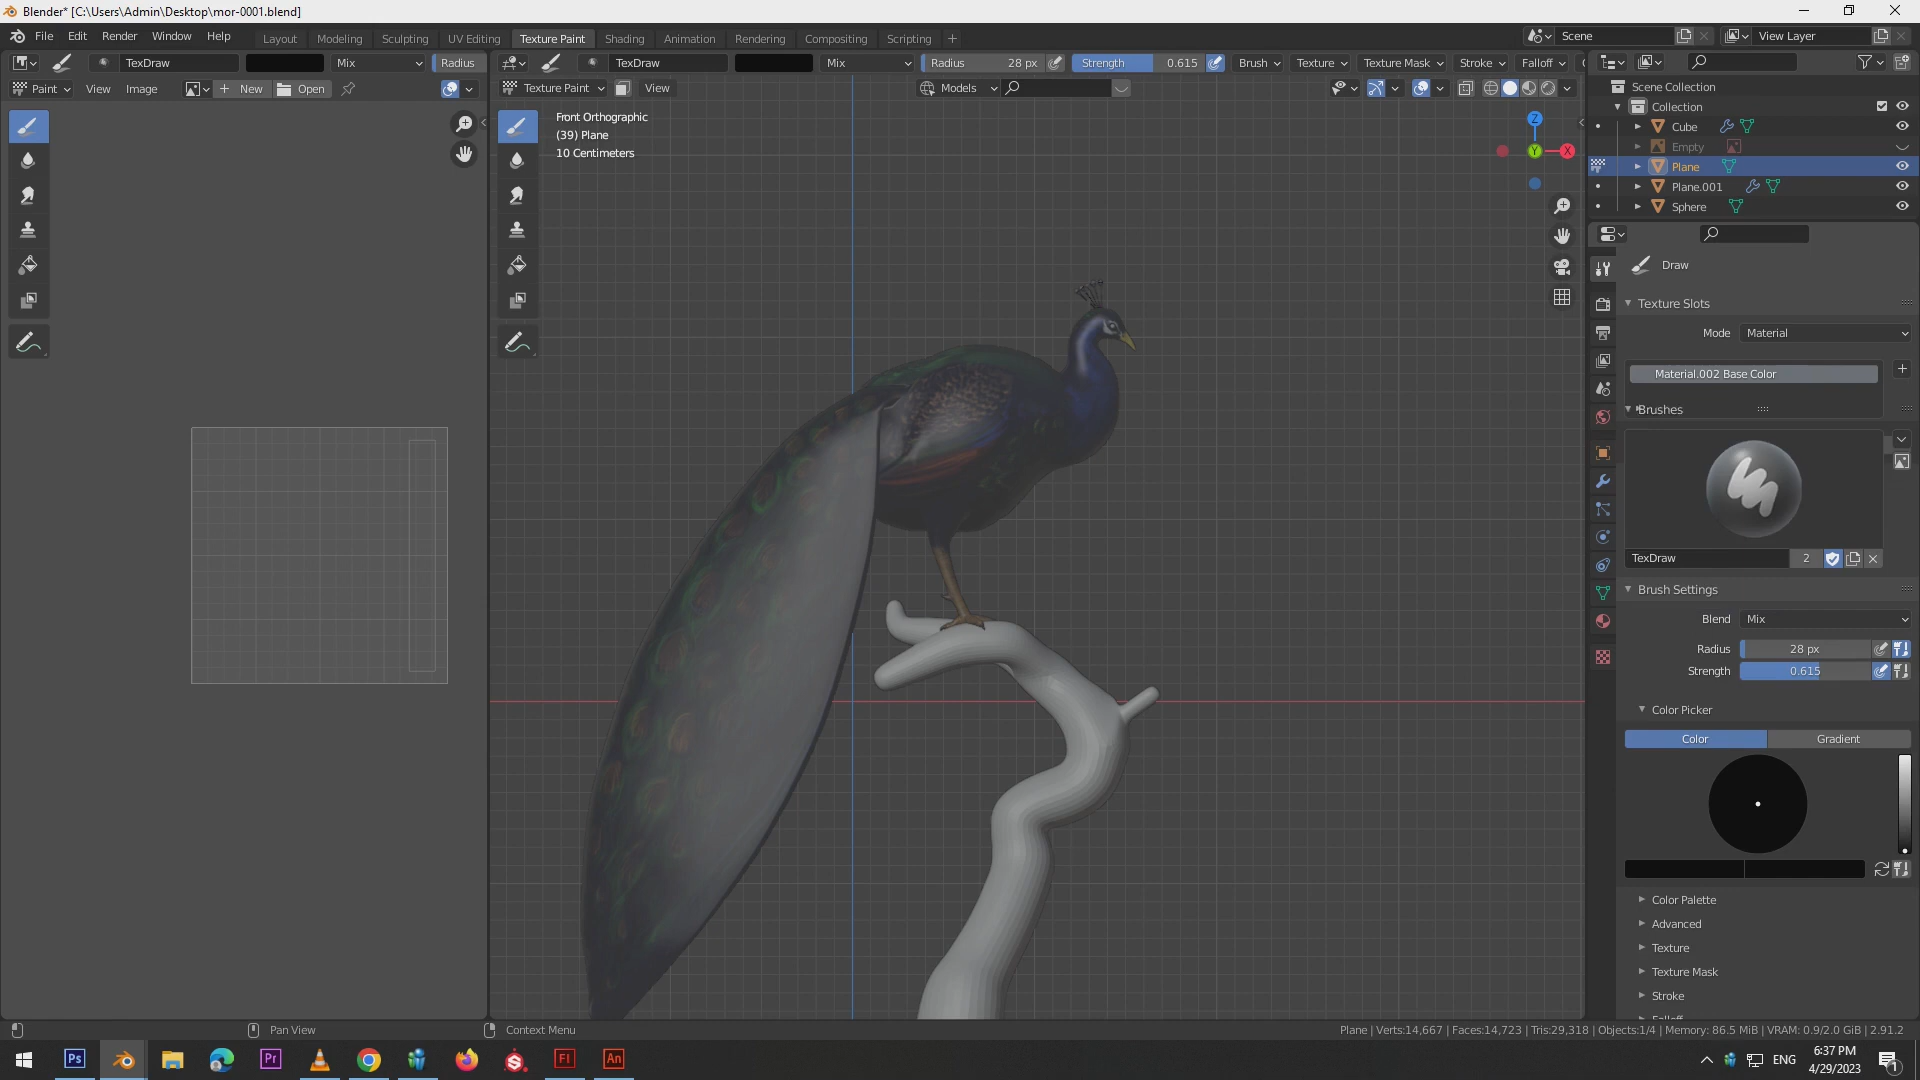 Blender* [C:\Users\Admin\Desktop\mor-0001.blend]
File Edit Render Window Help
Layout Modeling Sculpting UV Editing Texture Paint Shading Animation Rendering Compositing Scripting +
Scene
View Layer
TexDraw Mix Radius
TexDraw Mix Radius 28 px Strength 0.615 Brush Texture Texture Mask Stroke Falloff
Paint View Image + New Open
Texture Paint View Models
Front Orthographic
(39) Plane
10 Centimeters
Z
Y
X
Scene Collection
Collection
Cube
Empty
Plane
Plane.001
Sphere
Draw
Texture Slots
Mode Material
Material.002 Base Color
Brushes
TexDraw 2
Brush Settings
Blend Mix
Radius 28 px
Strength 0.615
Color Picker
Color Gradient
Color Palette
Advanced
Texture
Texture Mask
Stroke
Falloff
Pan View
Context Menu
Plane | Verts:14,667 | Faces:14,723 | Tris:29,318 | Objects:1/4 | Memory: 86.5 MiB | VRAM: 0.9/2.0 GiB | 2.91.2
Ps
Pr
Fl
An
ENG
6:37 PM
4/29/2023
1